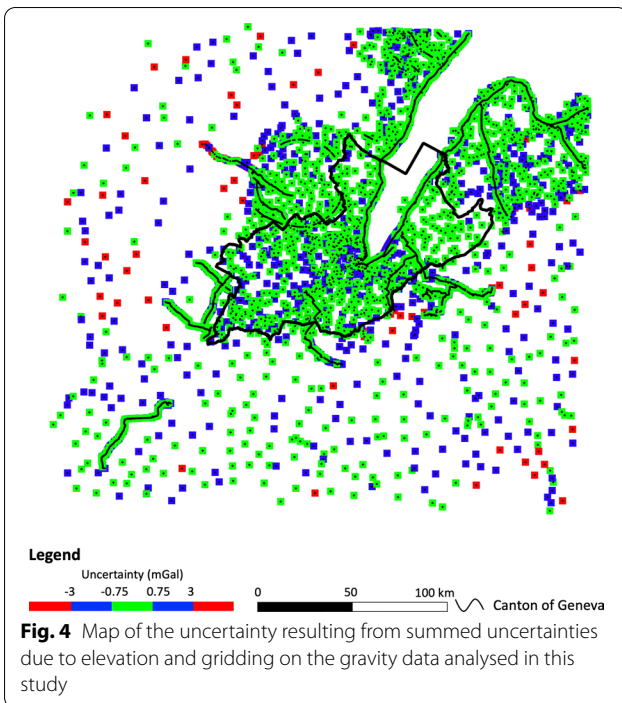 Legend
Uncertainty (mGal)
-3 -0.75 0.75 3 0 50 100 km Canton of Geneva
Fig. 4 Map of the uncertainty resulting from summed uncertainties
due to elevation and gridding on the gravity data analysed in this
study